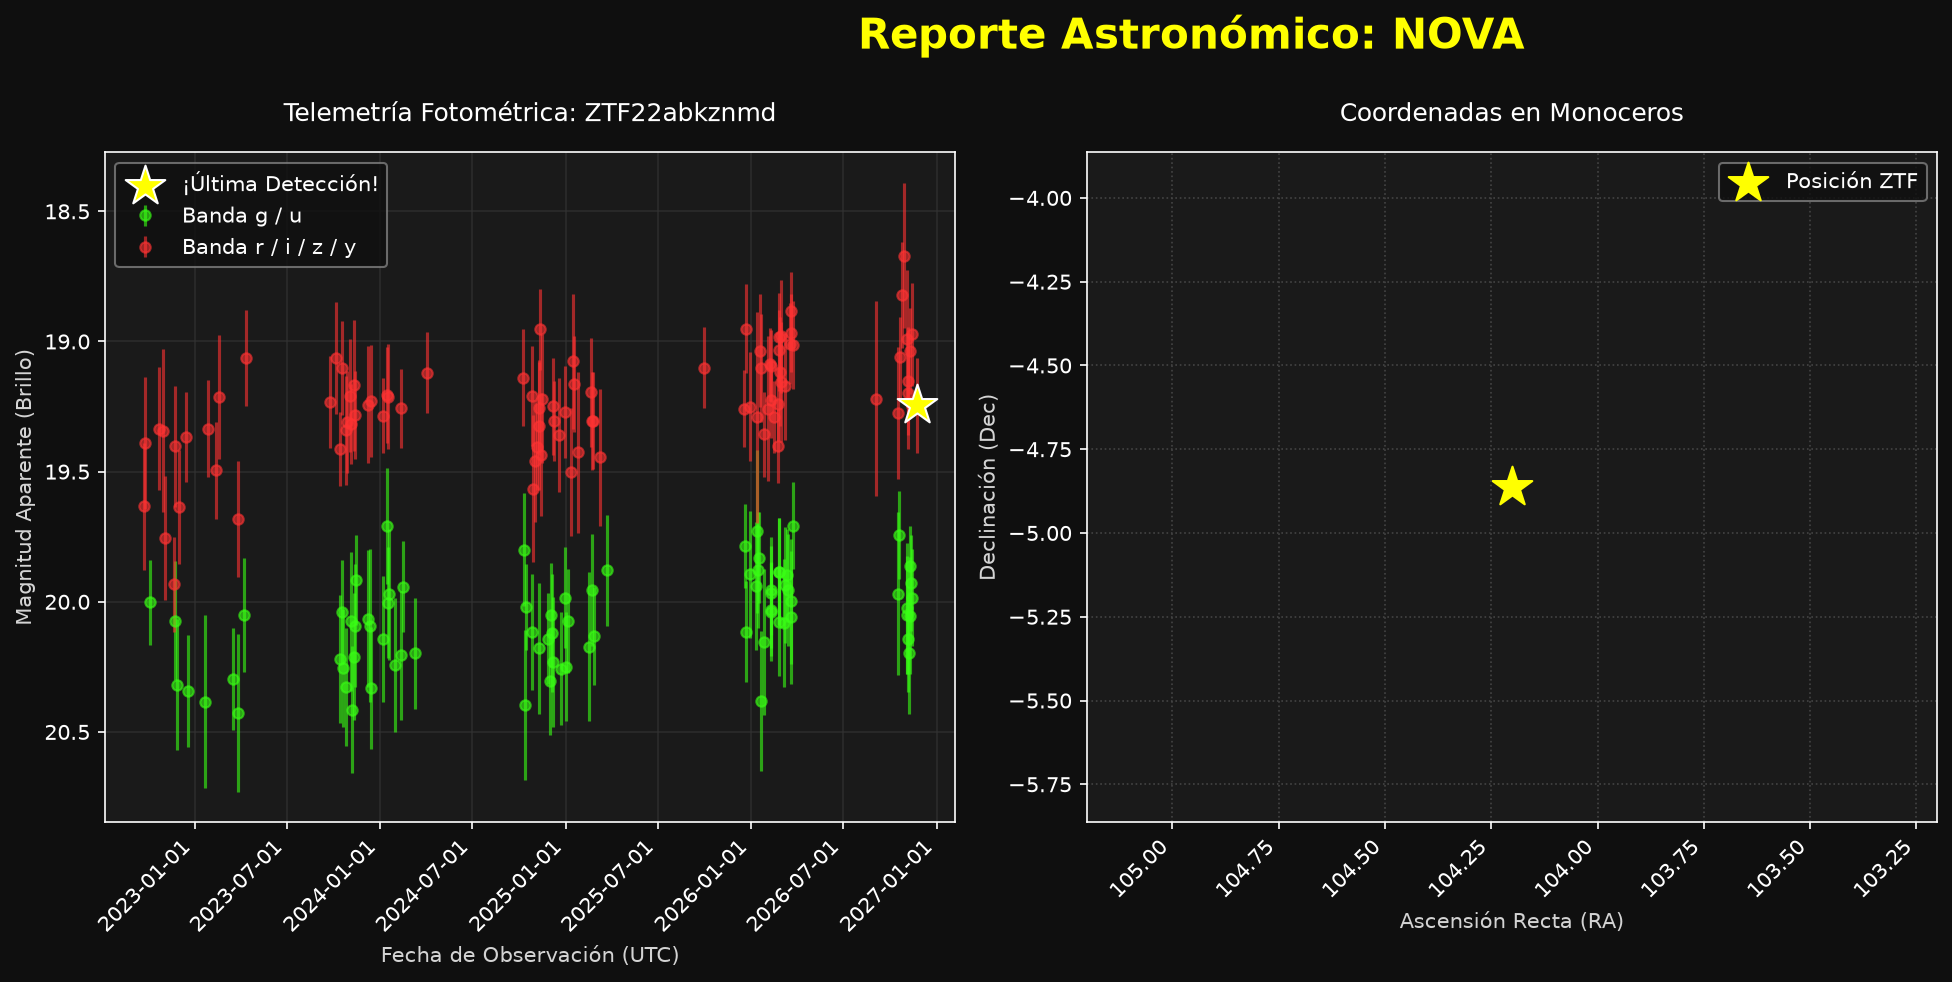 Reporte Astronómico: NOVA
Telemetría Fotométrica: ZTF22abkznmd
¡Última Detección!
Banda g / u
Banda r / i / z / y
Magnitud Aparente (Brillo)
18.5
19.0
19.5
20.0
20.5
2023-01-01
2023-07-01
2024-01-01
2024-07-01
2025-01-01
2025-07-01
2026-01-01
2026-07-01
2027-01-01
Fecha de Observación (UTC)
Coordenadas en Monoceros
Posición ZTF
Declinación (Dec)
−4.00
−4.25
−4.50
−4.75
−5.00
−5.25
−5.50
−5.75
105.00
104.75
104.50
104.25
104.00
103.75
103.50
103.25
Ascensión Recta (RA)